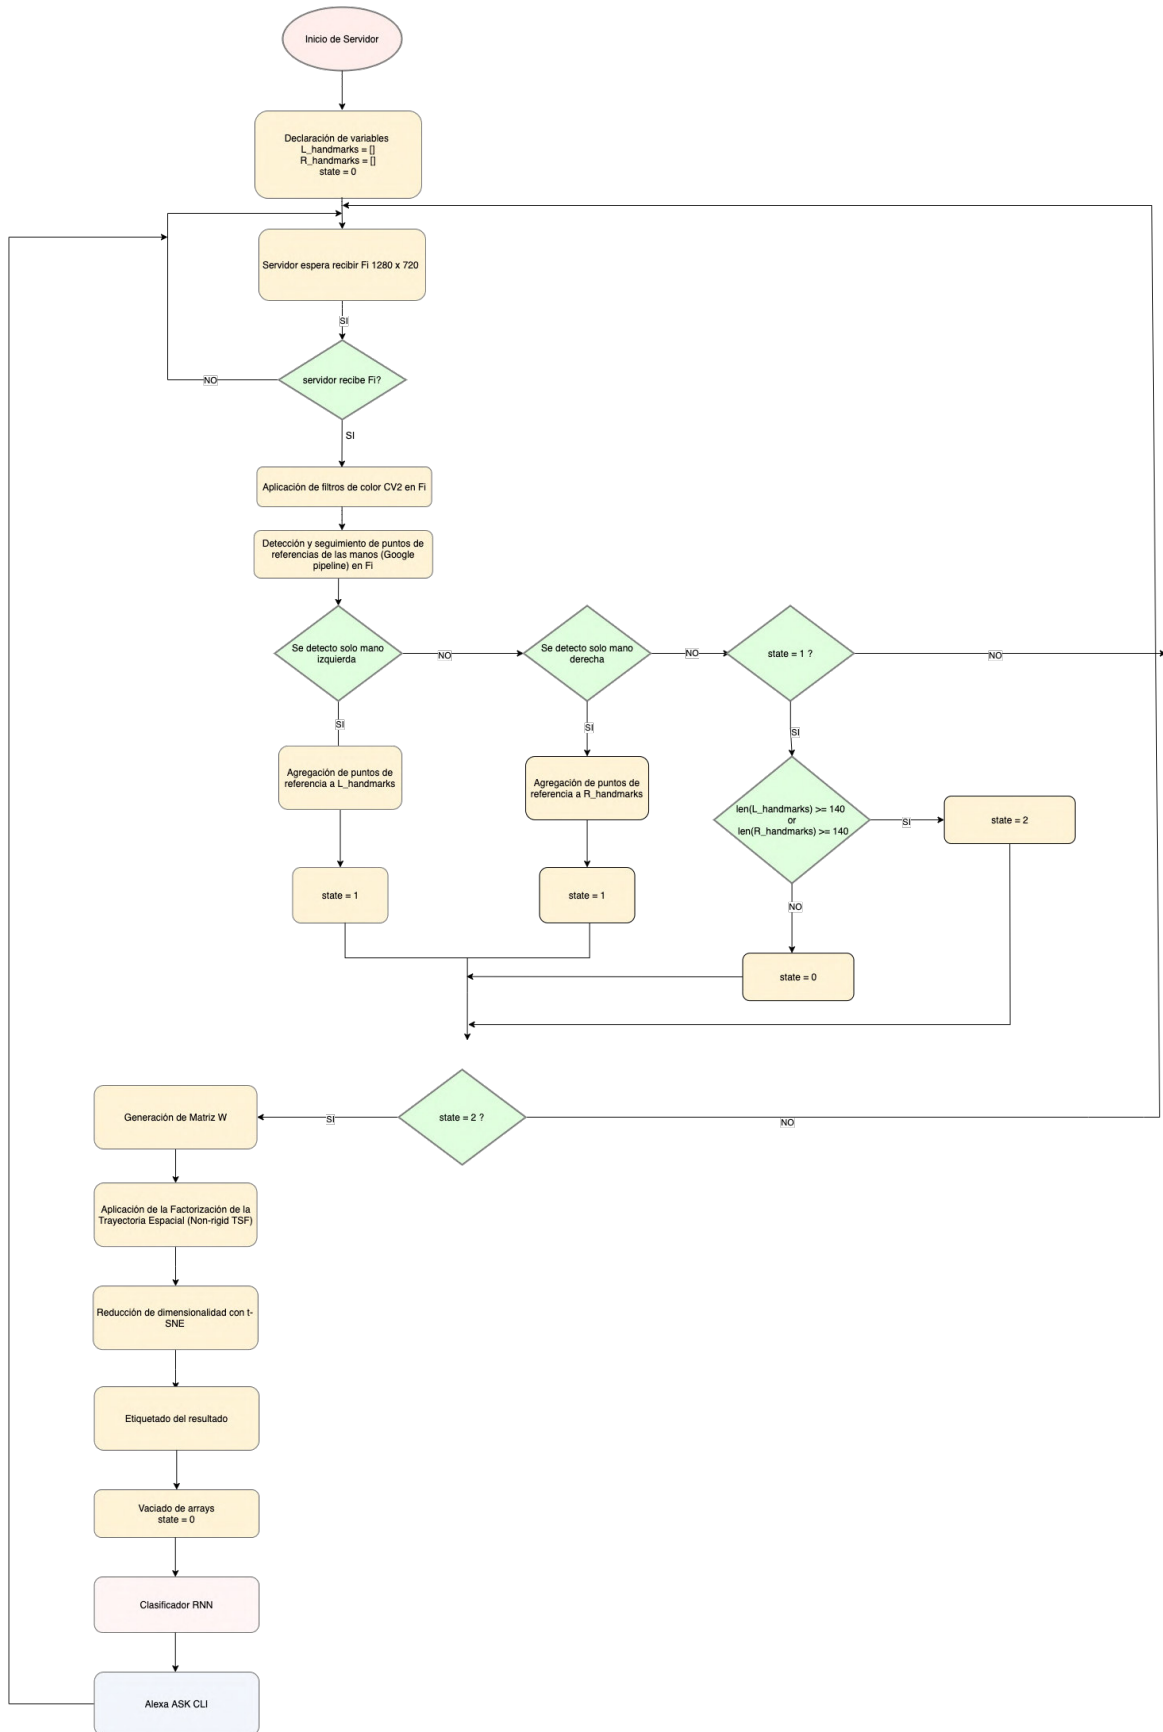 Inicio de Servidor
Declaración de variables
L_handmarks = []
R_handmarks = []
state = 0
Servidor espera recibir Fi 1280 x 720
SI
servidor recibe Fi?
NO
SI
Aplicación de filtros de color CV2 en Fi
Detección y seguimiento de puntos de
referencias de las manos (Google
pipeline) en Fi
Se detecto solo mano
izquierda
NO
Se detecto solo mano
derecha
NO
state = 1 ?
NO
SI
SI
SI
Agregación de puntos de
referencia a L_handmarks
Agregación de puntos de
referencia a R_handmarks
len(L_handmarks) >= 140
or
len(R_handmarks) >= 140
SI
state = 2
state = 1
state = 1
NO
state = 0
Generación de Matriz W
SI
state = 2 ?
NO
Aplicación de la Factorización de la
Trayectoria Espacial (Non-rigid TSF)
Reducción de dimensionalidad con t-
SNE
Etiquetado del resultado
Vaciado de arrays
state = 0
Clasificador RNN
Alexa ASK CLI